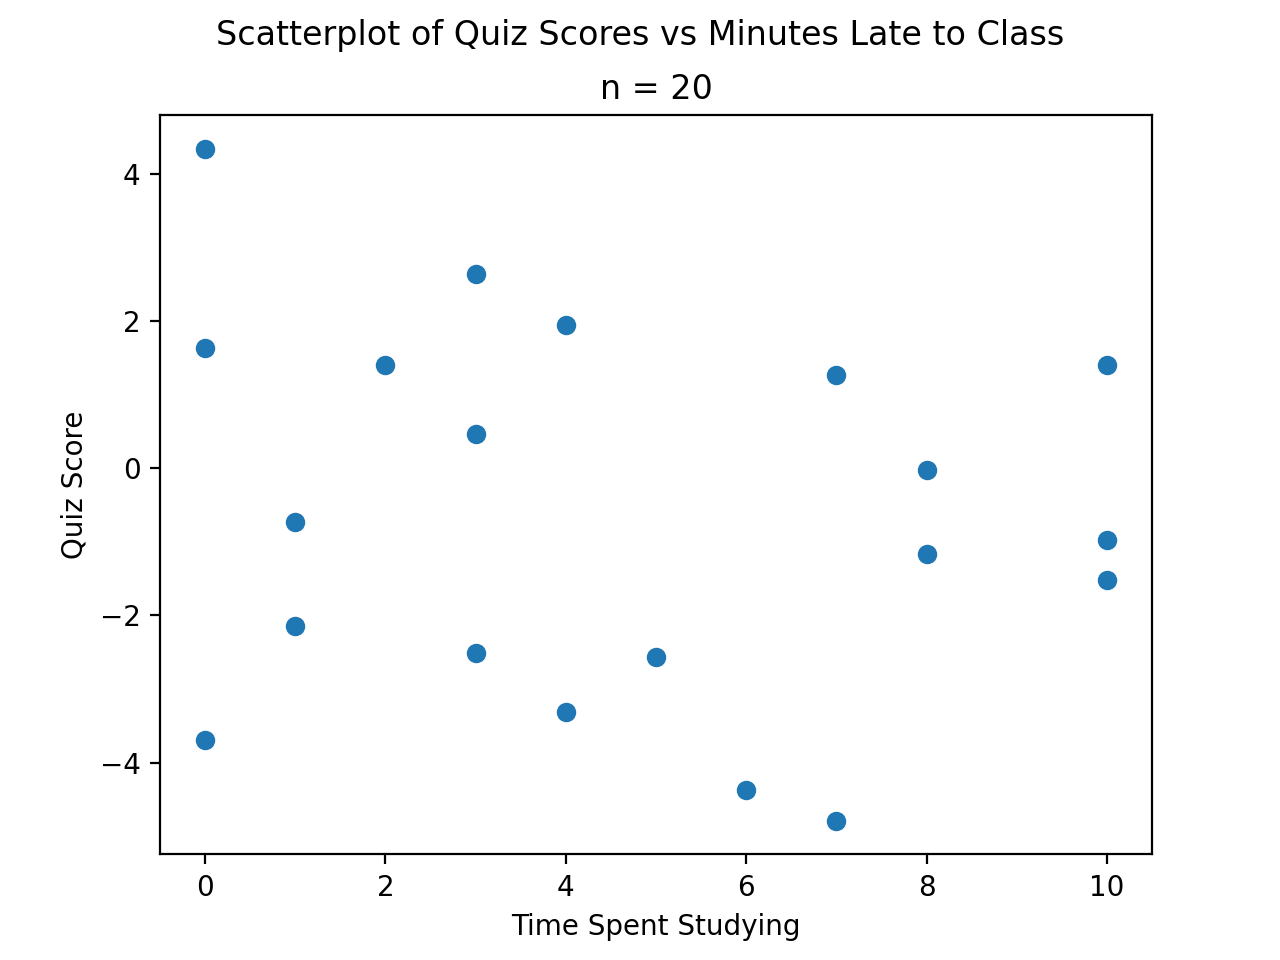 Scatterplot of Quiz Scores vs Minutes Late to Class
n = 20
4
2
0
−2
−4
Quiz Score
0 2 4 6 8 10
Time Spent Studying